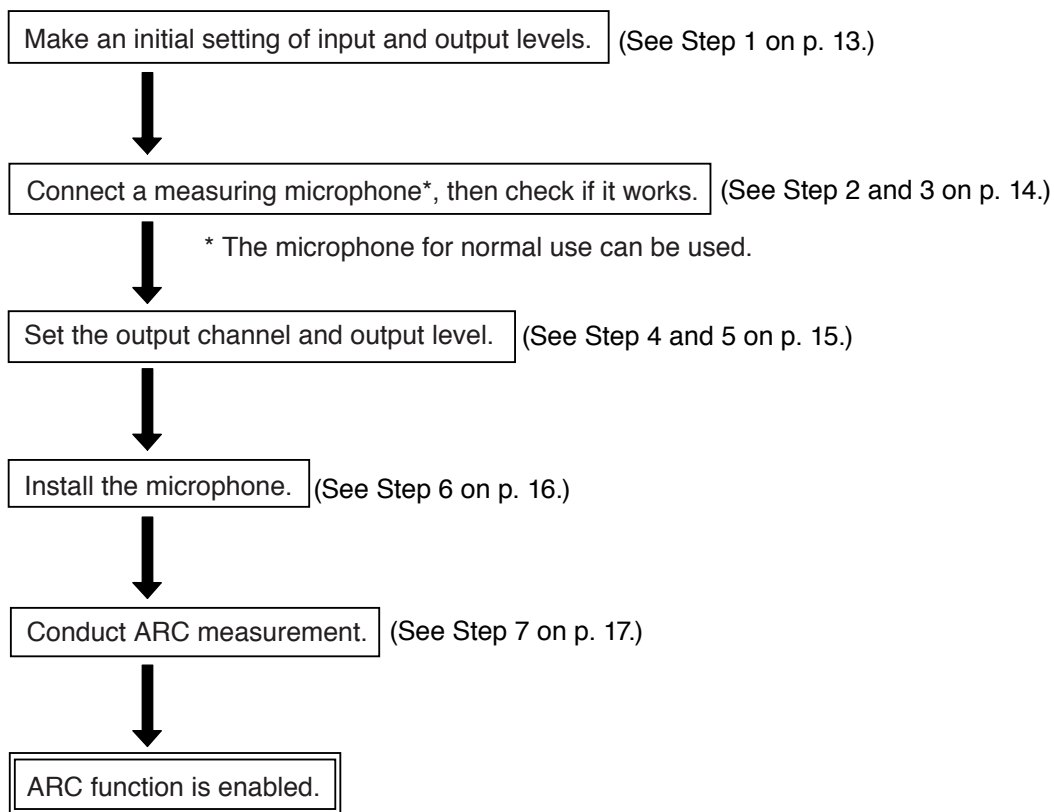 Make an initial setting of input and output levels. (See Step 1 on p. 13.)
Connect a measuring microphone*, then check if it works. (See Step 2 and 3 on p. 14.)
* The microphone for normal use can be used.
Set the output channel and output level. (See Step 4 and 5 on p. 15.)
Install the microphone. (See Step 6 on p. 16.)
Conduct ARC measurement. (See Step 7 on p. 17.)
ARC function is enabled.